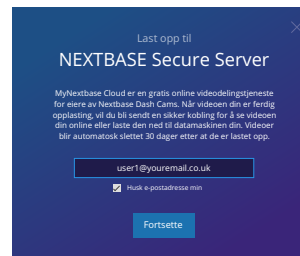 Last opp til
NEXTBASE Secure Server
MyNextbase Cloud er en gratis online videodelingstjeneste
for eiere av Nextbase Dash Cams. Når videoen din er ferdig
opplasting, vil du bli sendt en sikker kobling for å se videoen
din online eller laste den ned til datamaskinen din. Videoer
blir automatosk slettet 30 dager etter at de er lastet opp.
user1@youremail.co.uk
Husk e-postadresse min
Fortsette